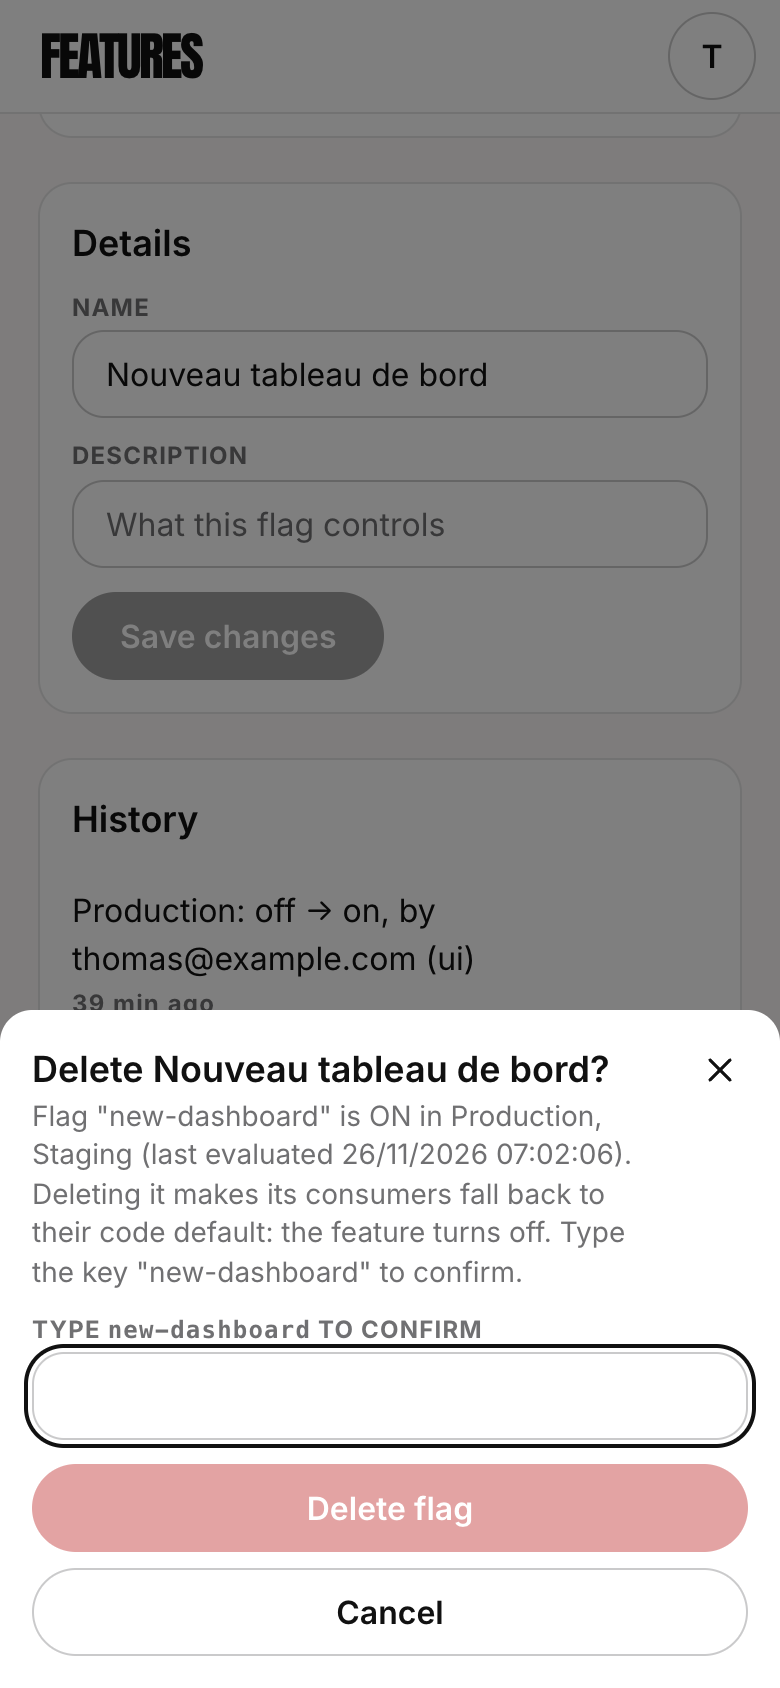 FEATURES
T
Details
NAME
Nouveau tableau de bord
DESCRIPTION
What this flag controls
Save changes
History
Production: off → on, by
thomas@example.com (ui)
39 min ago
Delete Nouveau tableau de bord?
Flag "new-dashboard" is ON in Production,
Staging (last evaluated 26/11/2026 07:02:06).
Deleting it makes its consumers fall back to
their code default: the feature turns off. Type
the key "new-dashboard" to confirm.
TYPE new-dashboard TO CONFIRM
Delete flag
Cancel